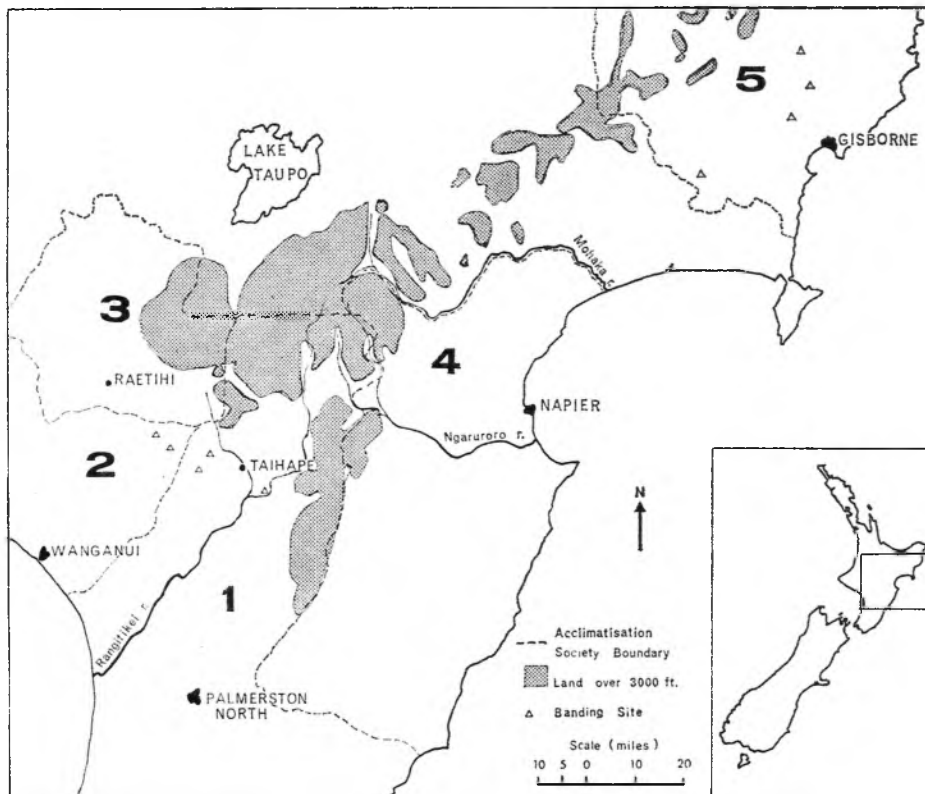 5
GISBORNE
LAKE
TAUPO
Mohaka r.
3
4
RAETIHI
NAPIER
Ngaruroro r.
2
TAIHAPE
N
WANGANUI
1
Rangitikei r.
Acclimatisation
Society Boundary
Land over 3000 ft.
PALMERSTON
NORTH
Banding Site
Scale (miles)
10 5 0 10 20